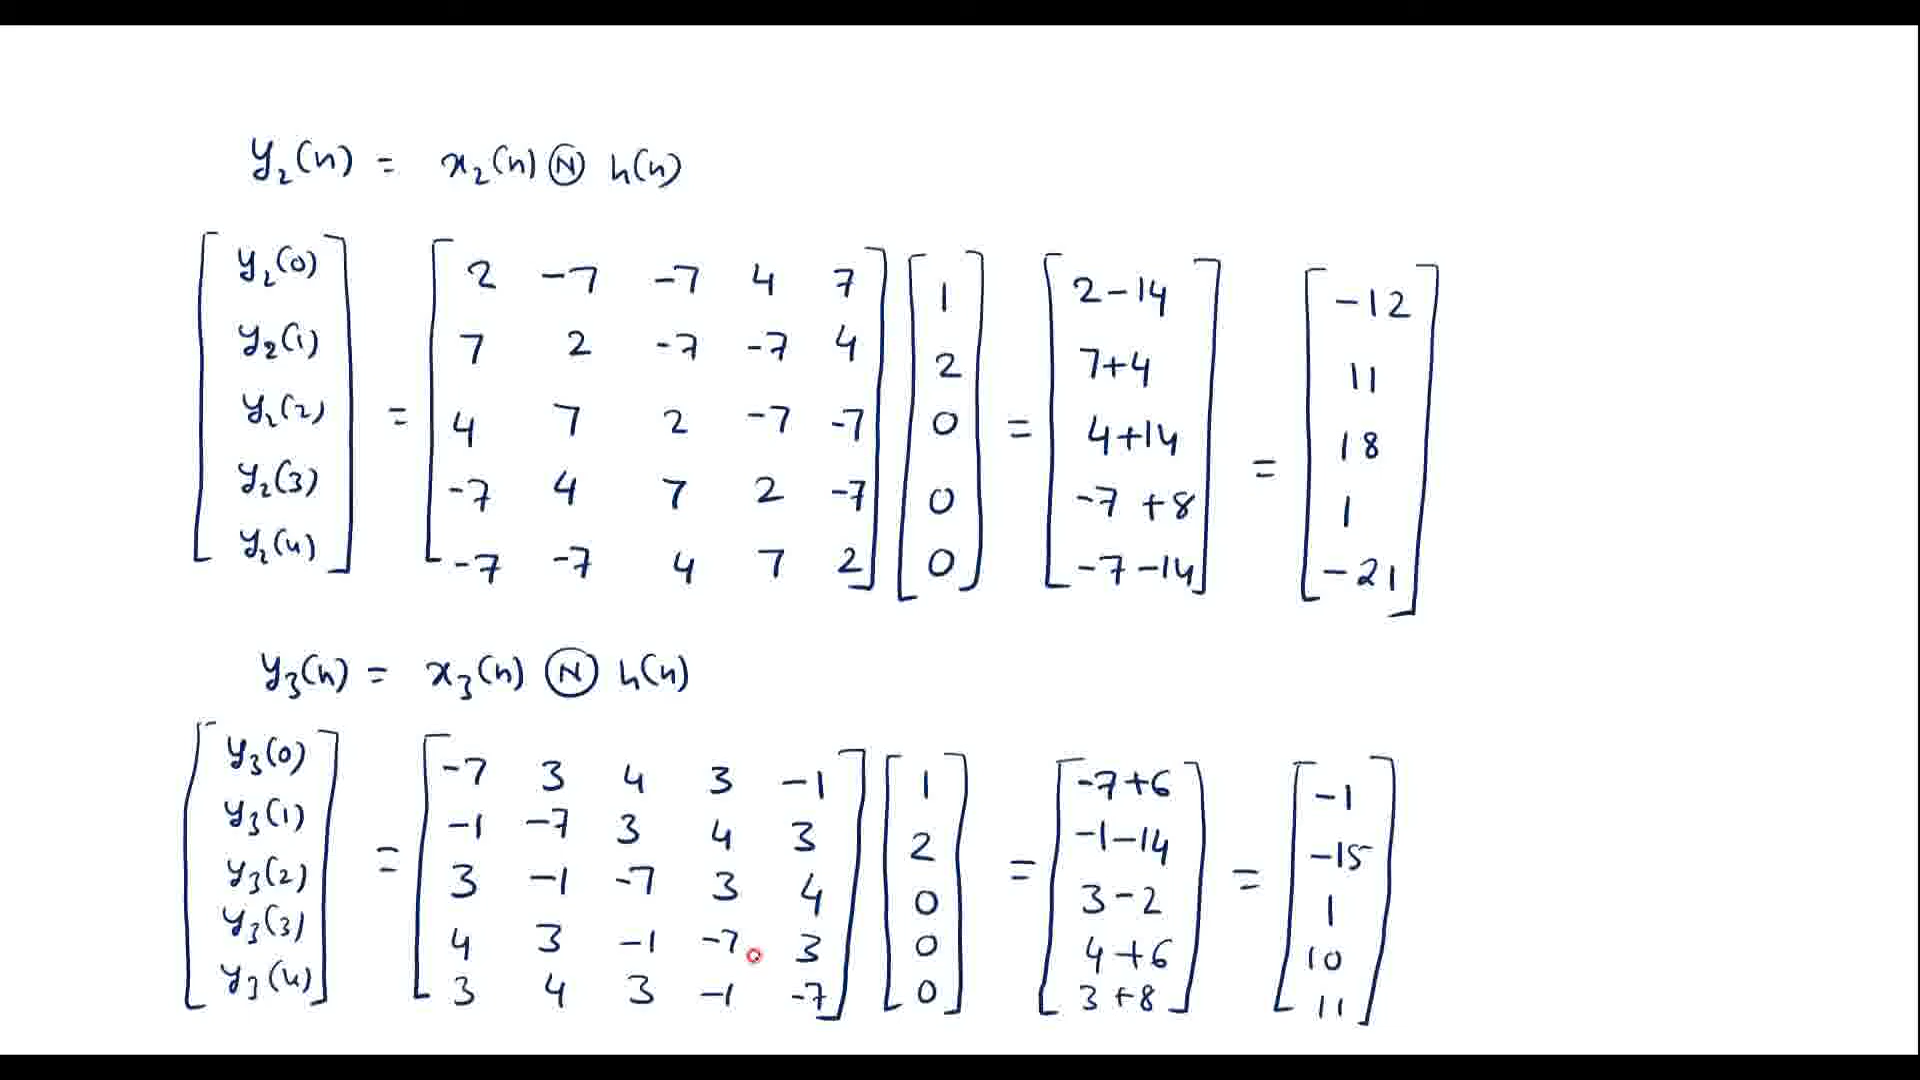 y₂(n) = x₂(n) Ⓝ h(n)
y₂(0) 2 -7 -7 4 7 1 2-14 -12
y₂(1) 7 2 -7 -7 4 2 7+4 11
y₂(2) = 4 7 2 -7 -7 0 = 4+14 = 18
y₂(3) -7 4 7 2 -7 0 -7 +8 1
y₂(4) -7 -7 4 7 2 0 -7-14 -21
y₃(n) = x₃(n) Ⓝ h(n)
y₃(0) -7 3 4 3 -1 1 -7+6 -1
y₃(1) -1 -7 3 4 3 2 -1-14 -15
y₃(2) = 3 -1 -7 3 4 0 = 3-2 = 1
y₃(3) 4 3 -1 -7 3 0 4+6 10
y₃(4) 3 4 3 -1 -7 0 3+8 11